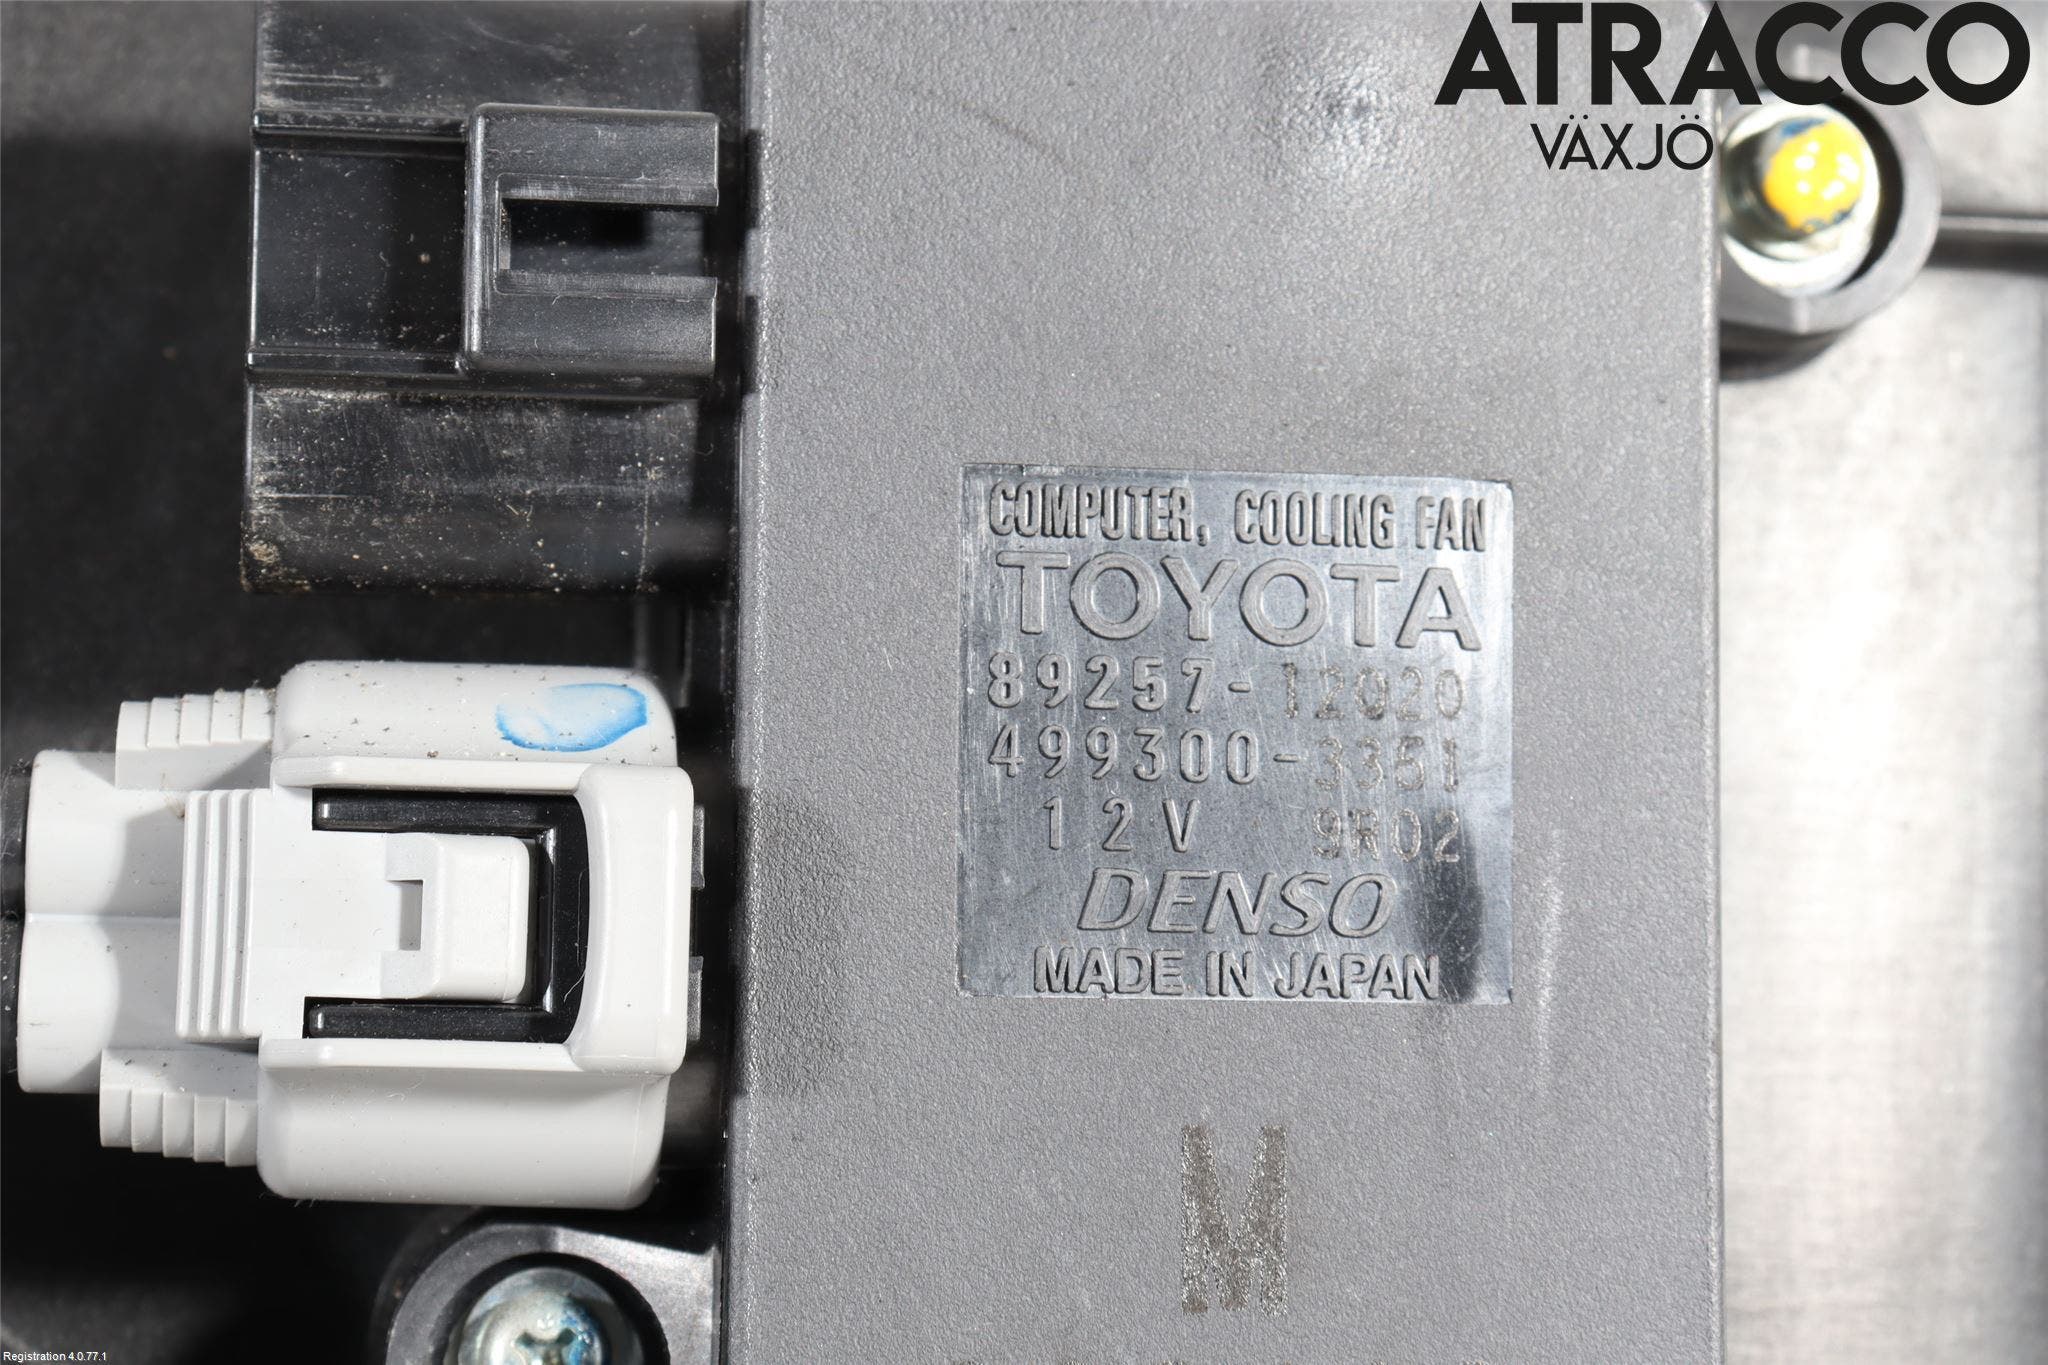 ATRACCO
VÄXJÖ
COMPUTER, COOLING FAN
TOYOTA
89257-12020
499300-3351
12V 9R02
DENSO
MADE IN JAPAN
M
Registration 4.0.77.1